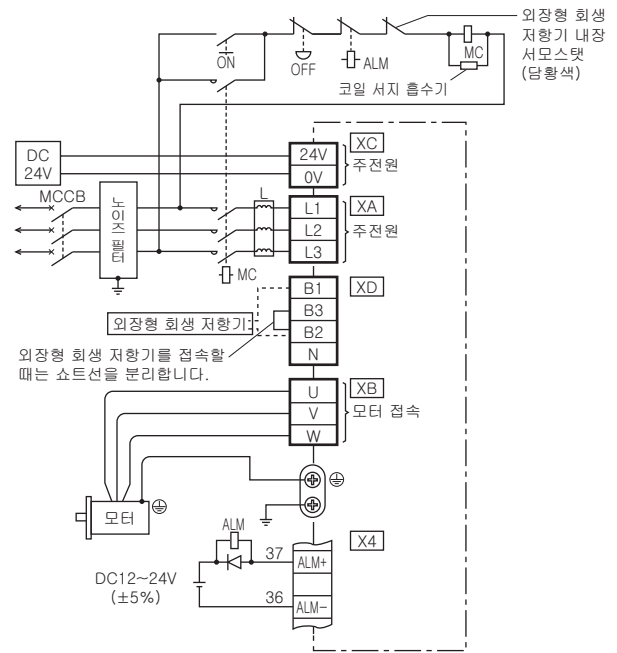 외장형 회생
저항기 내장
서모스탯
(담황색)
ON
OFF
ALM
MC
코일 서지 흡수기
DC
24V
24V
0V
XC
주전원
MCCB
노이즈 필터
L
L1
L2
L3
XA
주전원
MC
B1
B3
B2
N
XD
외장형 회생 저항기
외장형 회생 저항기를 접속할
때는 쇼트선을 분리합니다.
U
V
W
XB
모터 접속
모터
ALM
DC12~24V
(±5%)
37
36
ALM+
ALM-
X4